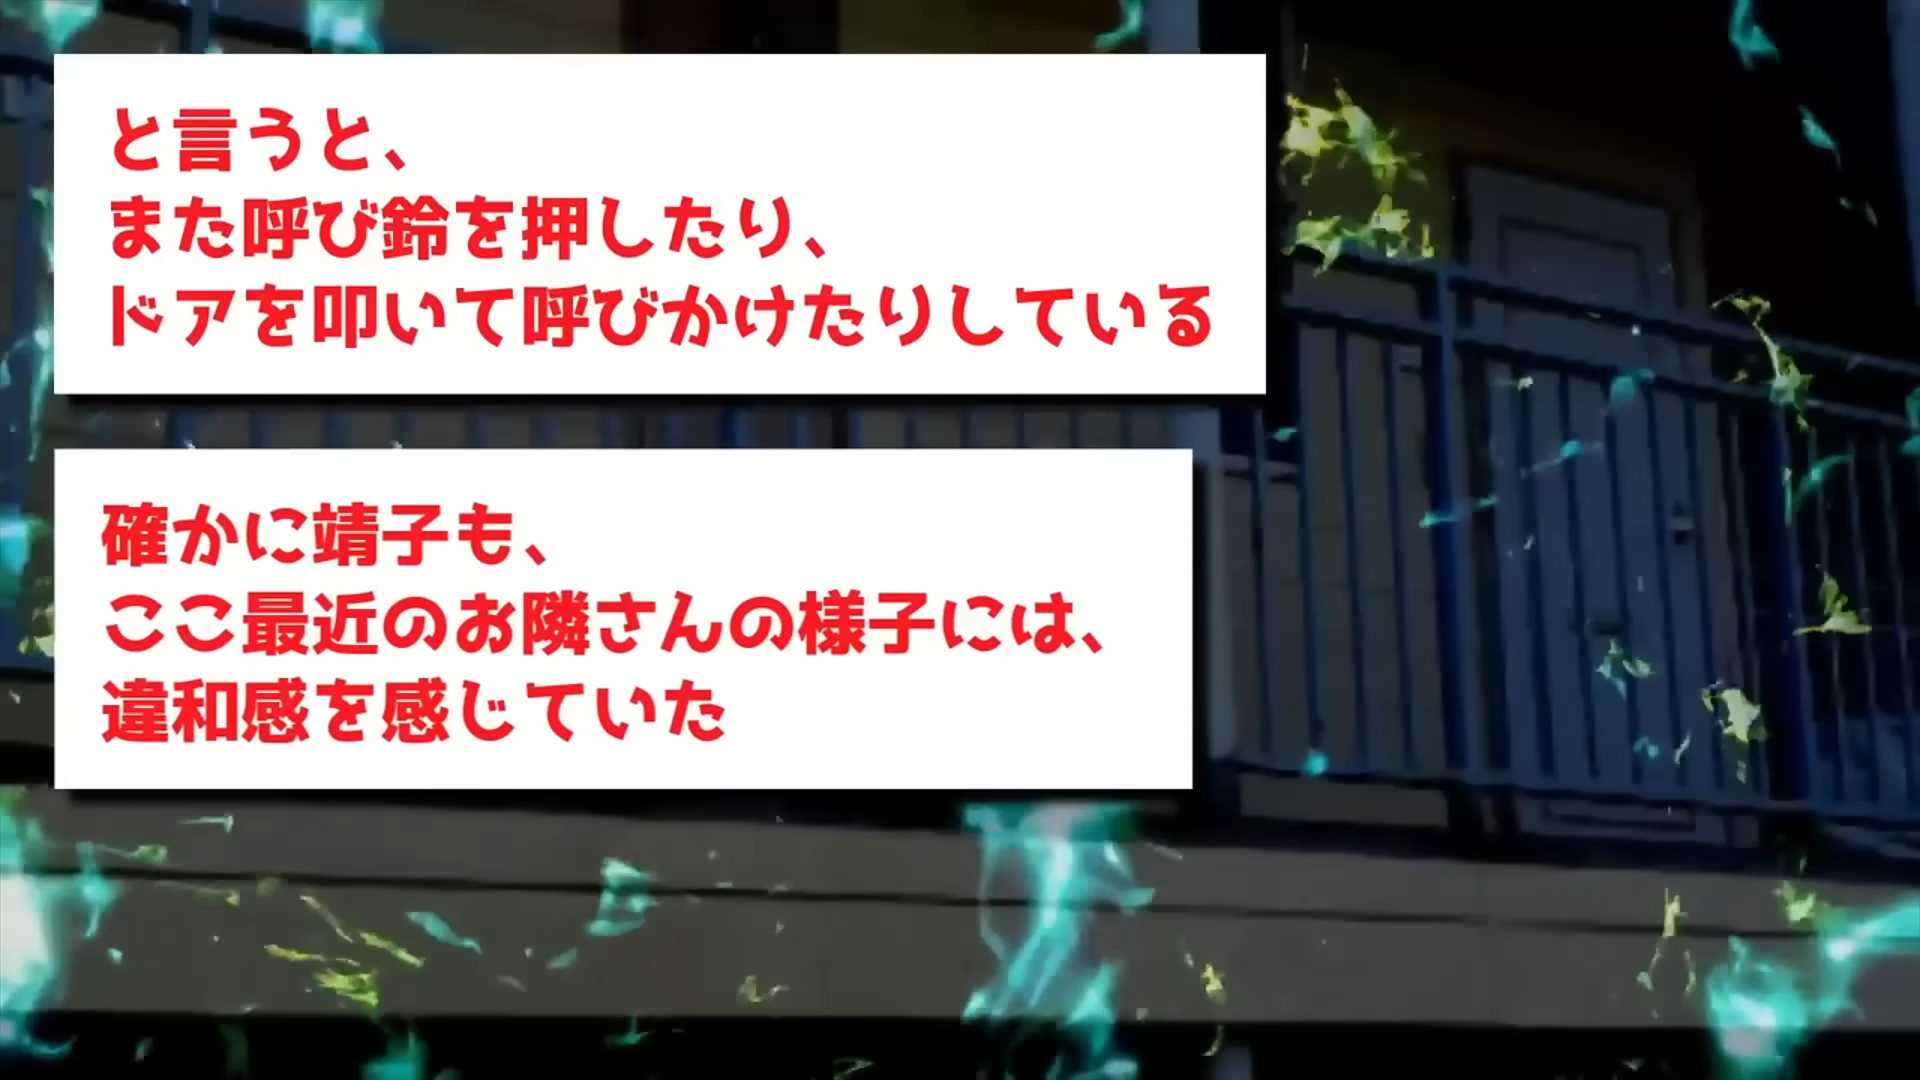 と言うと、
また呼び鈴を押したり、
ドアを叩いて呼びかけたりしている
確かに靖子も、
ここ最近のお隣さんの様子には、
違和感を感じていた